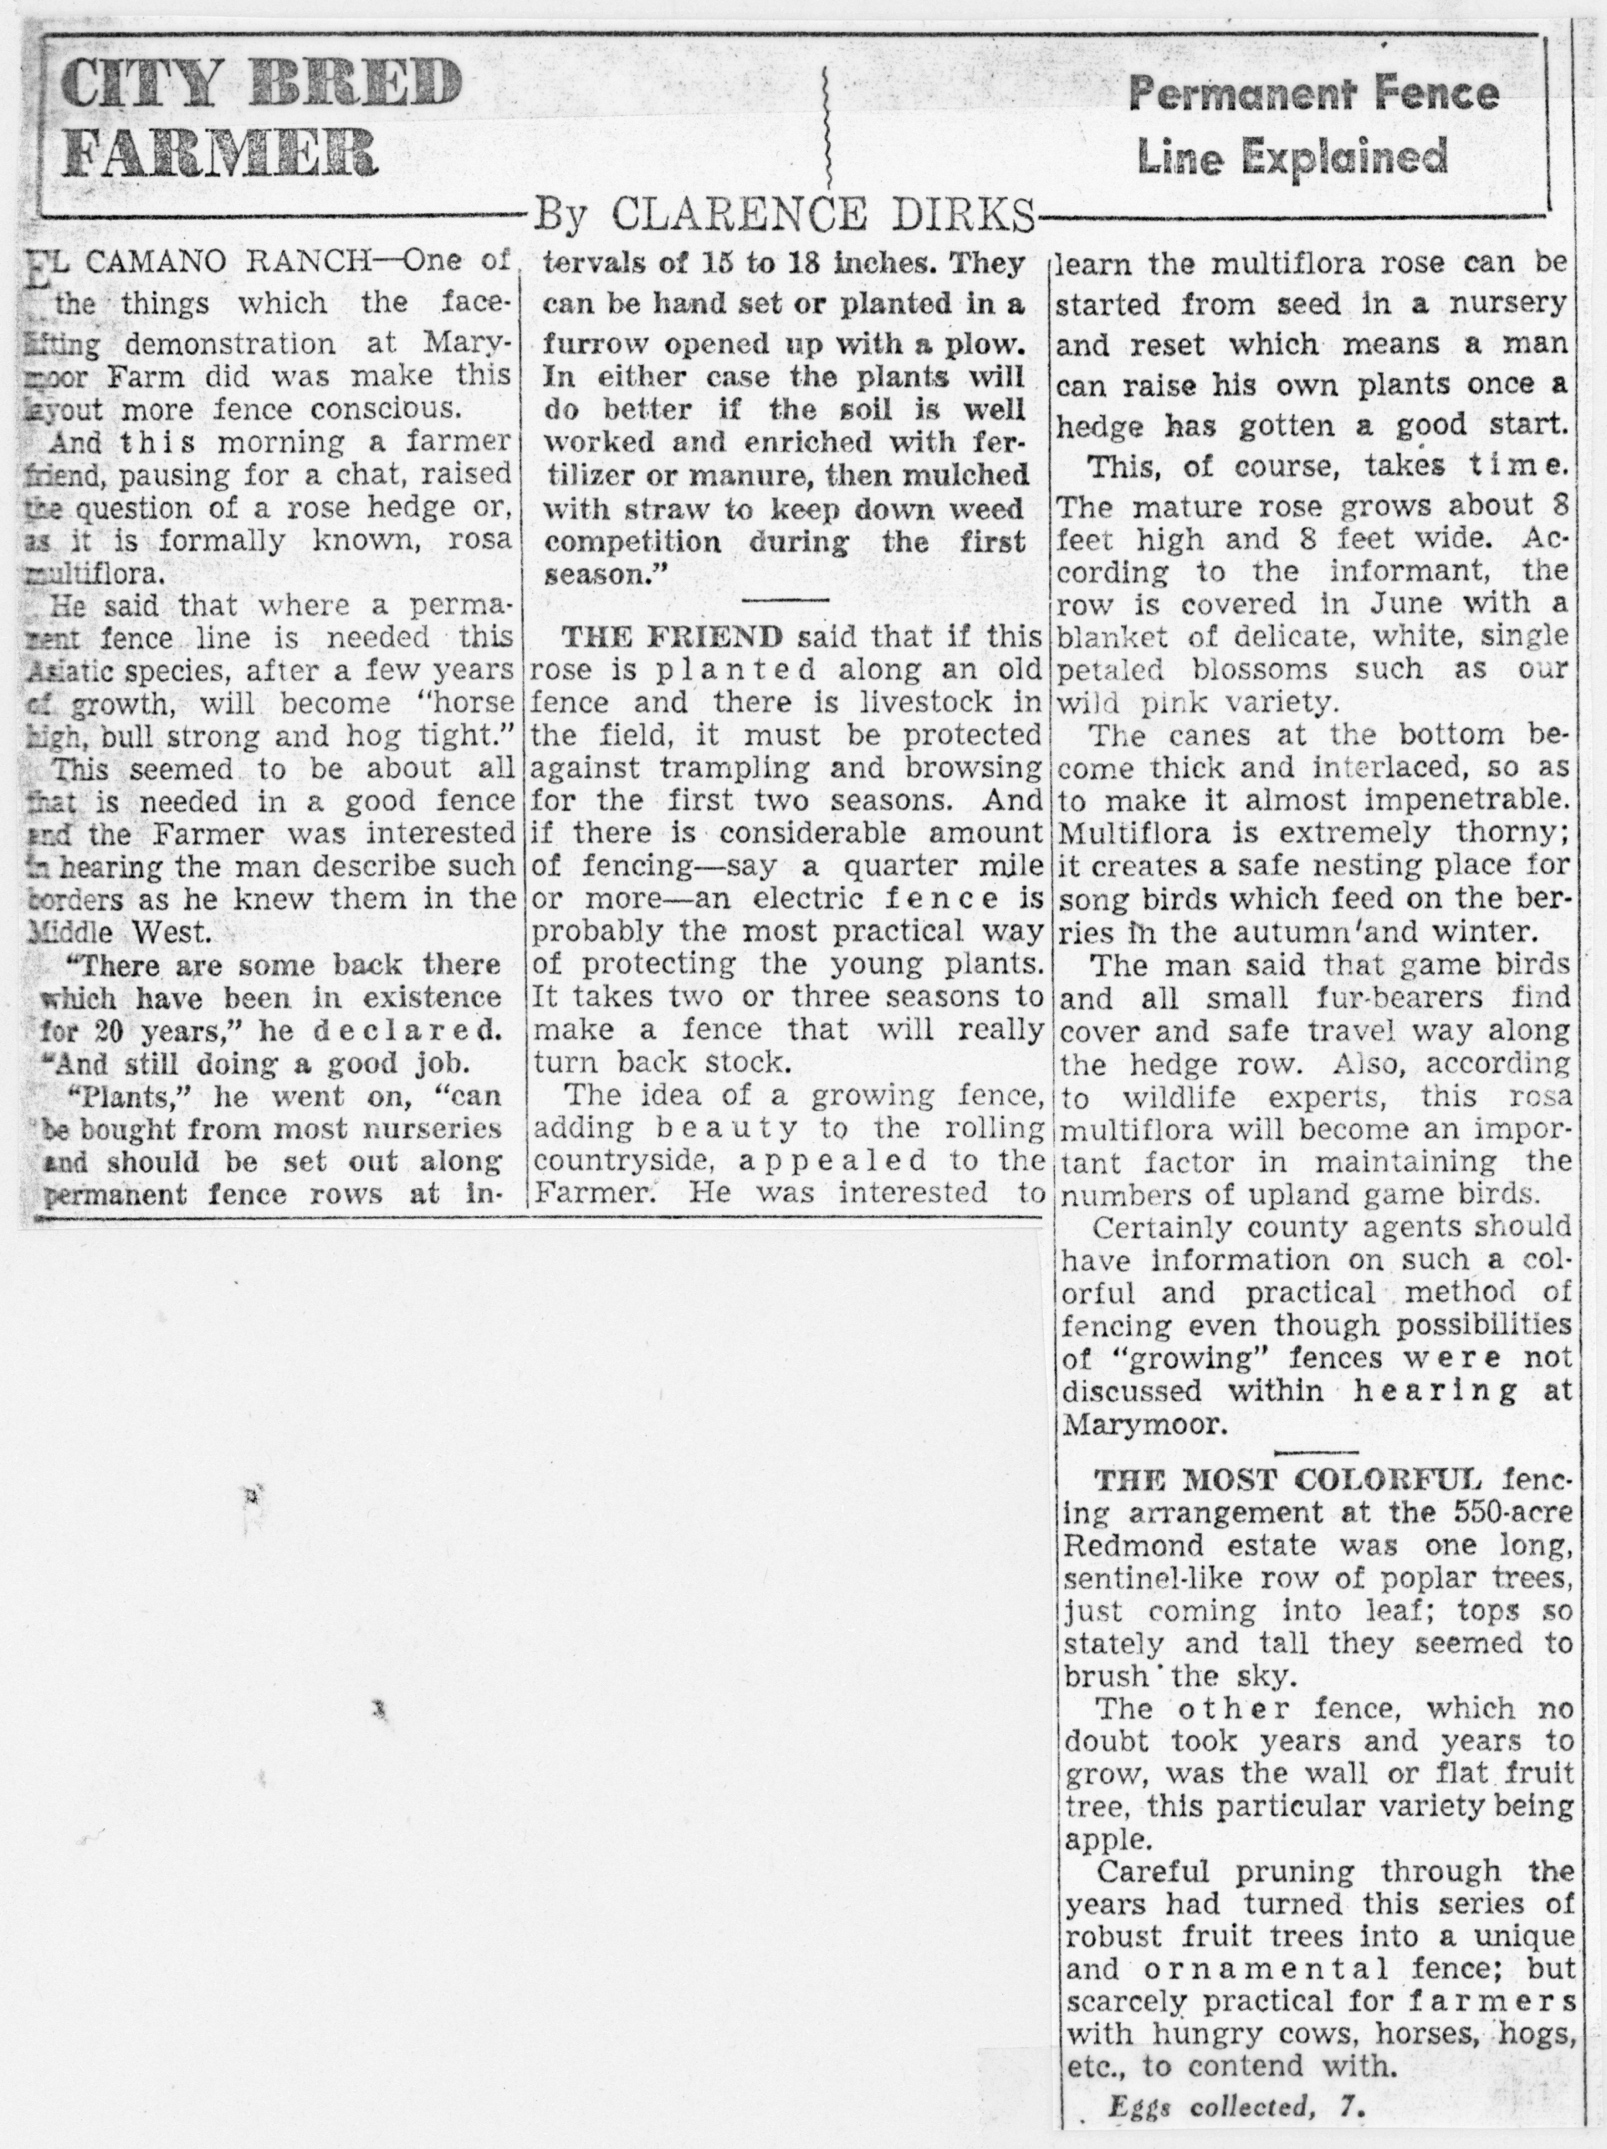 CITY BRED
FARMER
Permanent Fence
Line Explained
By CLARENCE DIRKS
EL CAMANO RANCH—One of
the things which the face-
lifting demonstration at Mary-
moor Farm did was make this
layout more fence conscious.
And this morning a farmer
friend, pausing for a chat, raised
the question of a rose hedge or,
as it is formally known, rosa
multiflora.
He said that where a perma-
nent fence line is needed this
Asiatic species, after a few years
of growth, will become "horse
high, bull strong and hog tight."
This seemed to be about all
that is needed in a good fence
and the Farmer was interested
in hearing the man describe such
borders as he knew them in the
Middle West.
"There are some back there
which have been in existence
for 20 years," he declared.
"And still doing a good job.
"Plants," he went on, "can
be bought from most nurseries
and should be set out along
permanent fence rows at in-
tervals of 15 to 18 inches. They
can be hand set or planted in a
furrow opened up with a plow.
In either case the plants will
do better if the soil is well
worked and enriched with fer-
tilizer or manure, then mulched
with straw to keep down weed
competition during the first
season."
THE FRIEND said that if this
rose is planted along an old
fence and there is livestock in
the field, it must be protected
against trampling and browsing
for the first two seasons. And
if there is considerable amount
of fencing—say a quarter mile
or more—an electric fence is
probably the most practical way
of protecting the young plants.
It takes two or three seasons to
make a fence that will really
turn back stock.
The idea of a growing fence,
adding beauty to the rolling
countryside, appealed to the
Farmer. He was interested to
learn the multiflora rose can be
started from seed in a nursery
and reset which means a man
can raise his own plants once a
hedge has gotten a good start.
This, of course, takes time.
The mature rose grows about 8
feet high and 8 feet wide. Ac-
cording to the informant, the
row is covered in June with a
blanket of delicate, white, single
petaled blossoms such as our
wild pink variety.
The canes at the bottom be-
come thick and interlaced, so as
to make it almost impenetrable.
Multiflora is extremely thorny;
it creates a safe nesting place for
song birds which feed on the ber-
ries in the autumn and winter.
The man said that game birds
and all small fur-bearers find
cover and safe travel way along
the hedge row. Also, according
to wildlife experts, this rosa
multiflora will become an impor-
tant factor in maintaining the
numbers of upland game birds.
Certainly county agents should
have information on such a col-
orful and practical method of
fencing even though possibilities
of "growing" fences were not
discussed within hearing at
Marymoor.
THE MOST COLORFUL fenc-
ing arrangement at the 550-acre
Redmond estate was one long,
sentinel-like row of poplar trees,
just coming into leaf; tops so
stately and tall they seemed to
brush the sky.
The other fence, which no
doubt took years and years to
grow, was the wall or flat fruit
tree, this particular variety being
apple.
Careful pruning through the
years had turned this series of
robust fruit trees into a unique
and ornamental fence; but
scarcely practical for farmers
with hungry cows, horses, hogs,
etc., to contend with.
Eggs collected, 7.